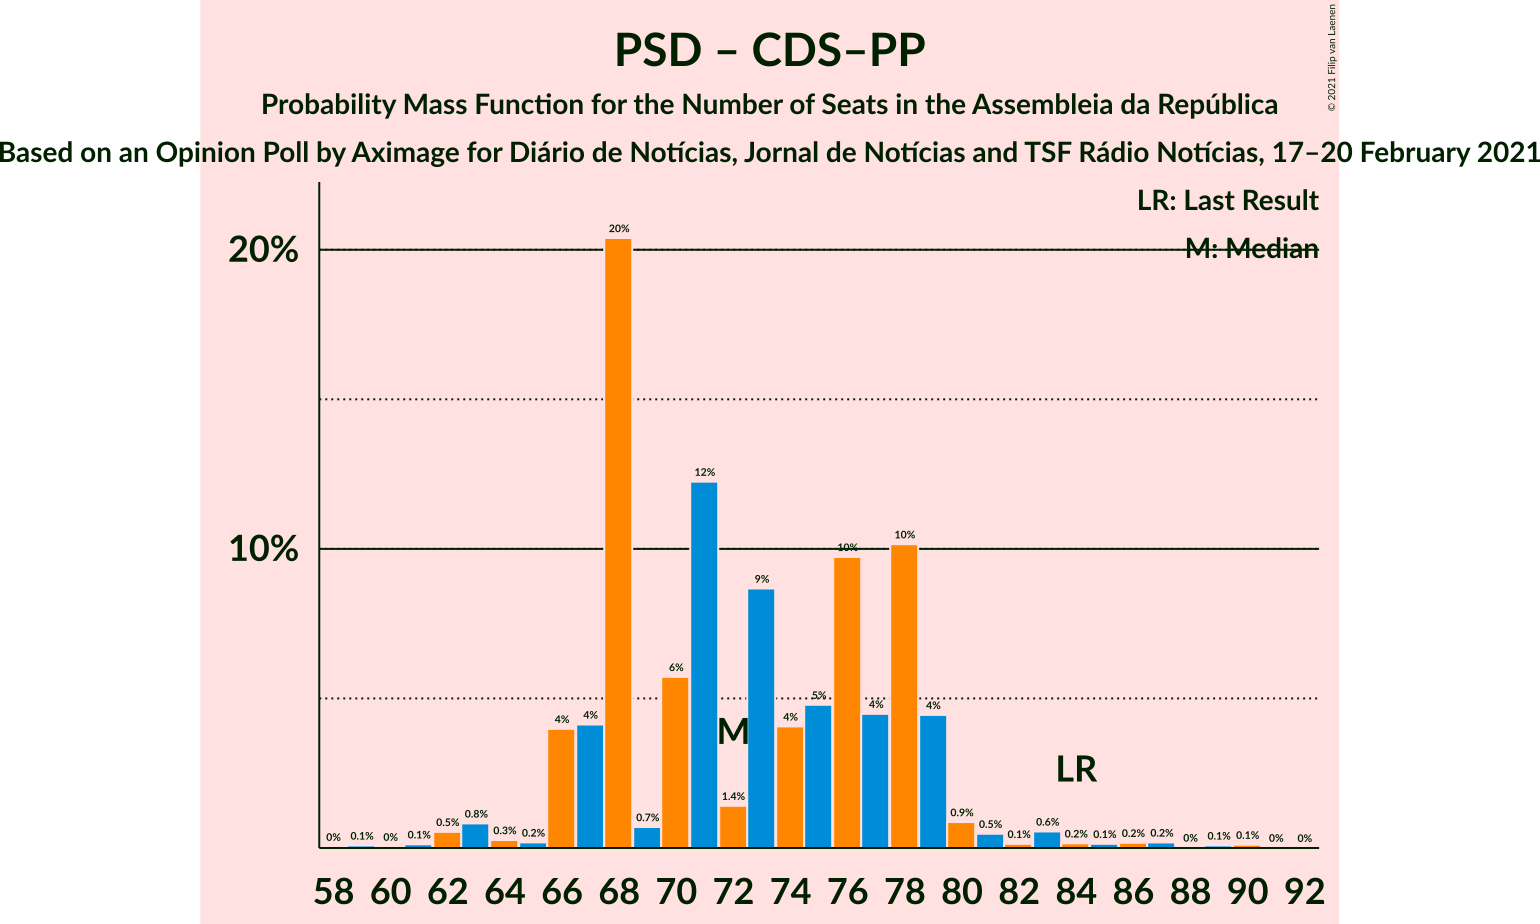 PSD – CDS–PP
© 2021 Filip van Laenen
Probability Mass Function for the Number of Seats in the Assembleia da República
Based on an Opinion Poll by Aximage for Diário de Notícias, Jornal de Notícias and TSF Rádio Notícias, 17–20 February 2021
LR: Last Result
M: Median
20%
10%
0% 0.1% 0% 0.1% 0.5% 0.8% 0.3% 0.2% 4% 4% 20% 0.7% 6% 12% 1.4% 9% 4% 5% 10% 4% 10% 4% 0.9% 0.5% 0.1% 0.6% 0.2% 0.1% 0.2% 0.2% 0% 0.1% 0.1% 0% 0%
M
LR
58 60 62 64 66 68 70 72 74 76 78 80 82 84 86 88 90 92